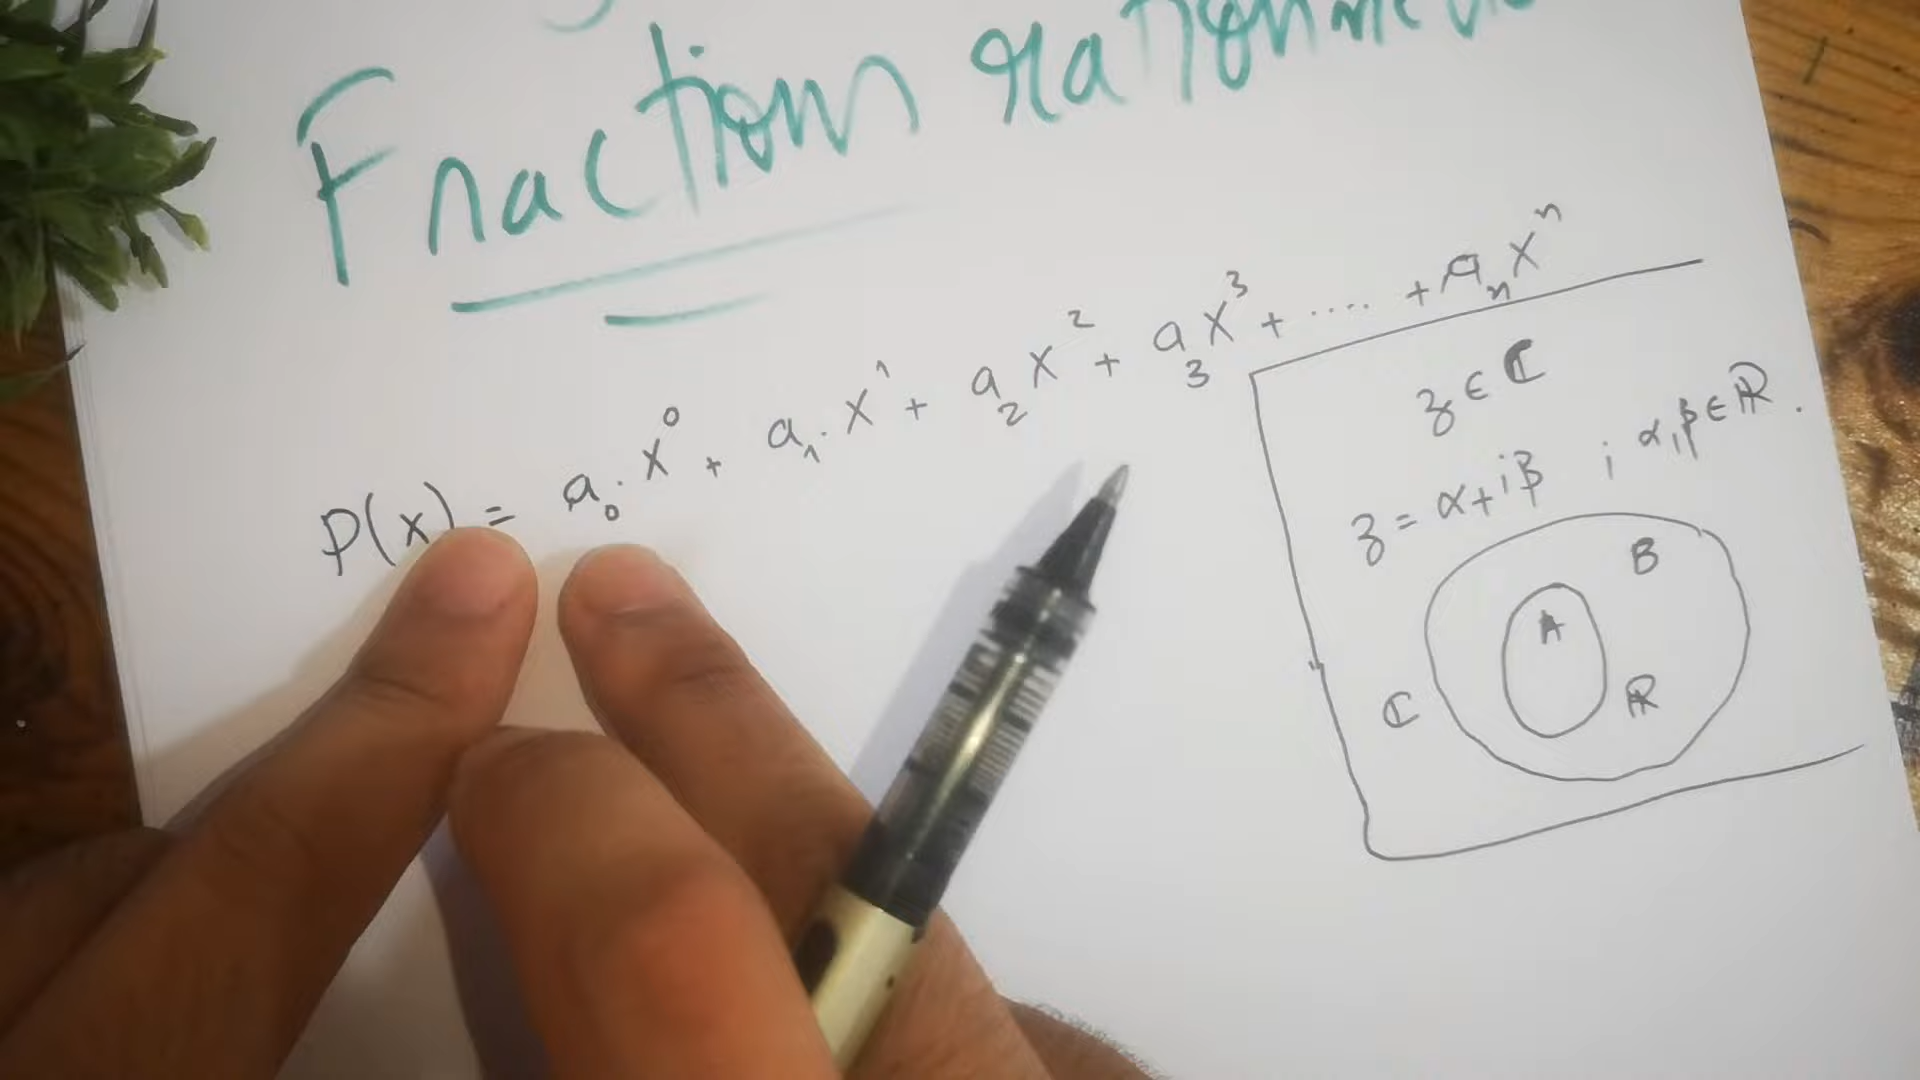 Fraction rationnelle
P(x) = a₀·x⁰ + a₁·x¹ + a₂x² + a₃x³ + .... + aₙxⁿ
z ∈ ℂ
z = α+iβ ; α,β ∈ ℝ.
B
A
ℂ
ℝ